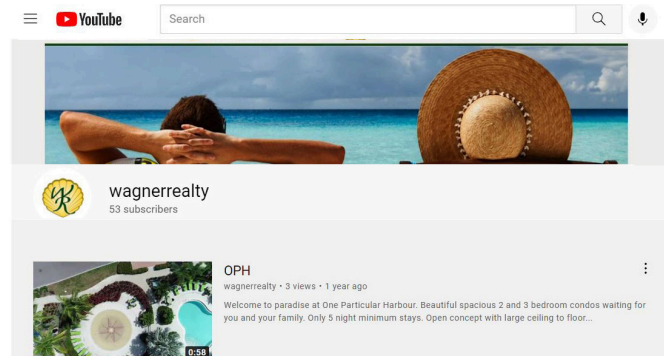 YouTube
Search
wagnerrealty
53 subscribers
OPH
wagnerrealty • 3 views • 1 year ago
Welcome to paradise at One Particular Harbour. Beautiful spacious 2 and 3 bedroom condos waiting for
you and your family. Only 5 night minimum stays. Open concept with large ceiling to floor...
0:58